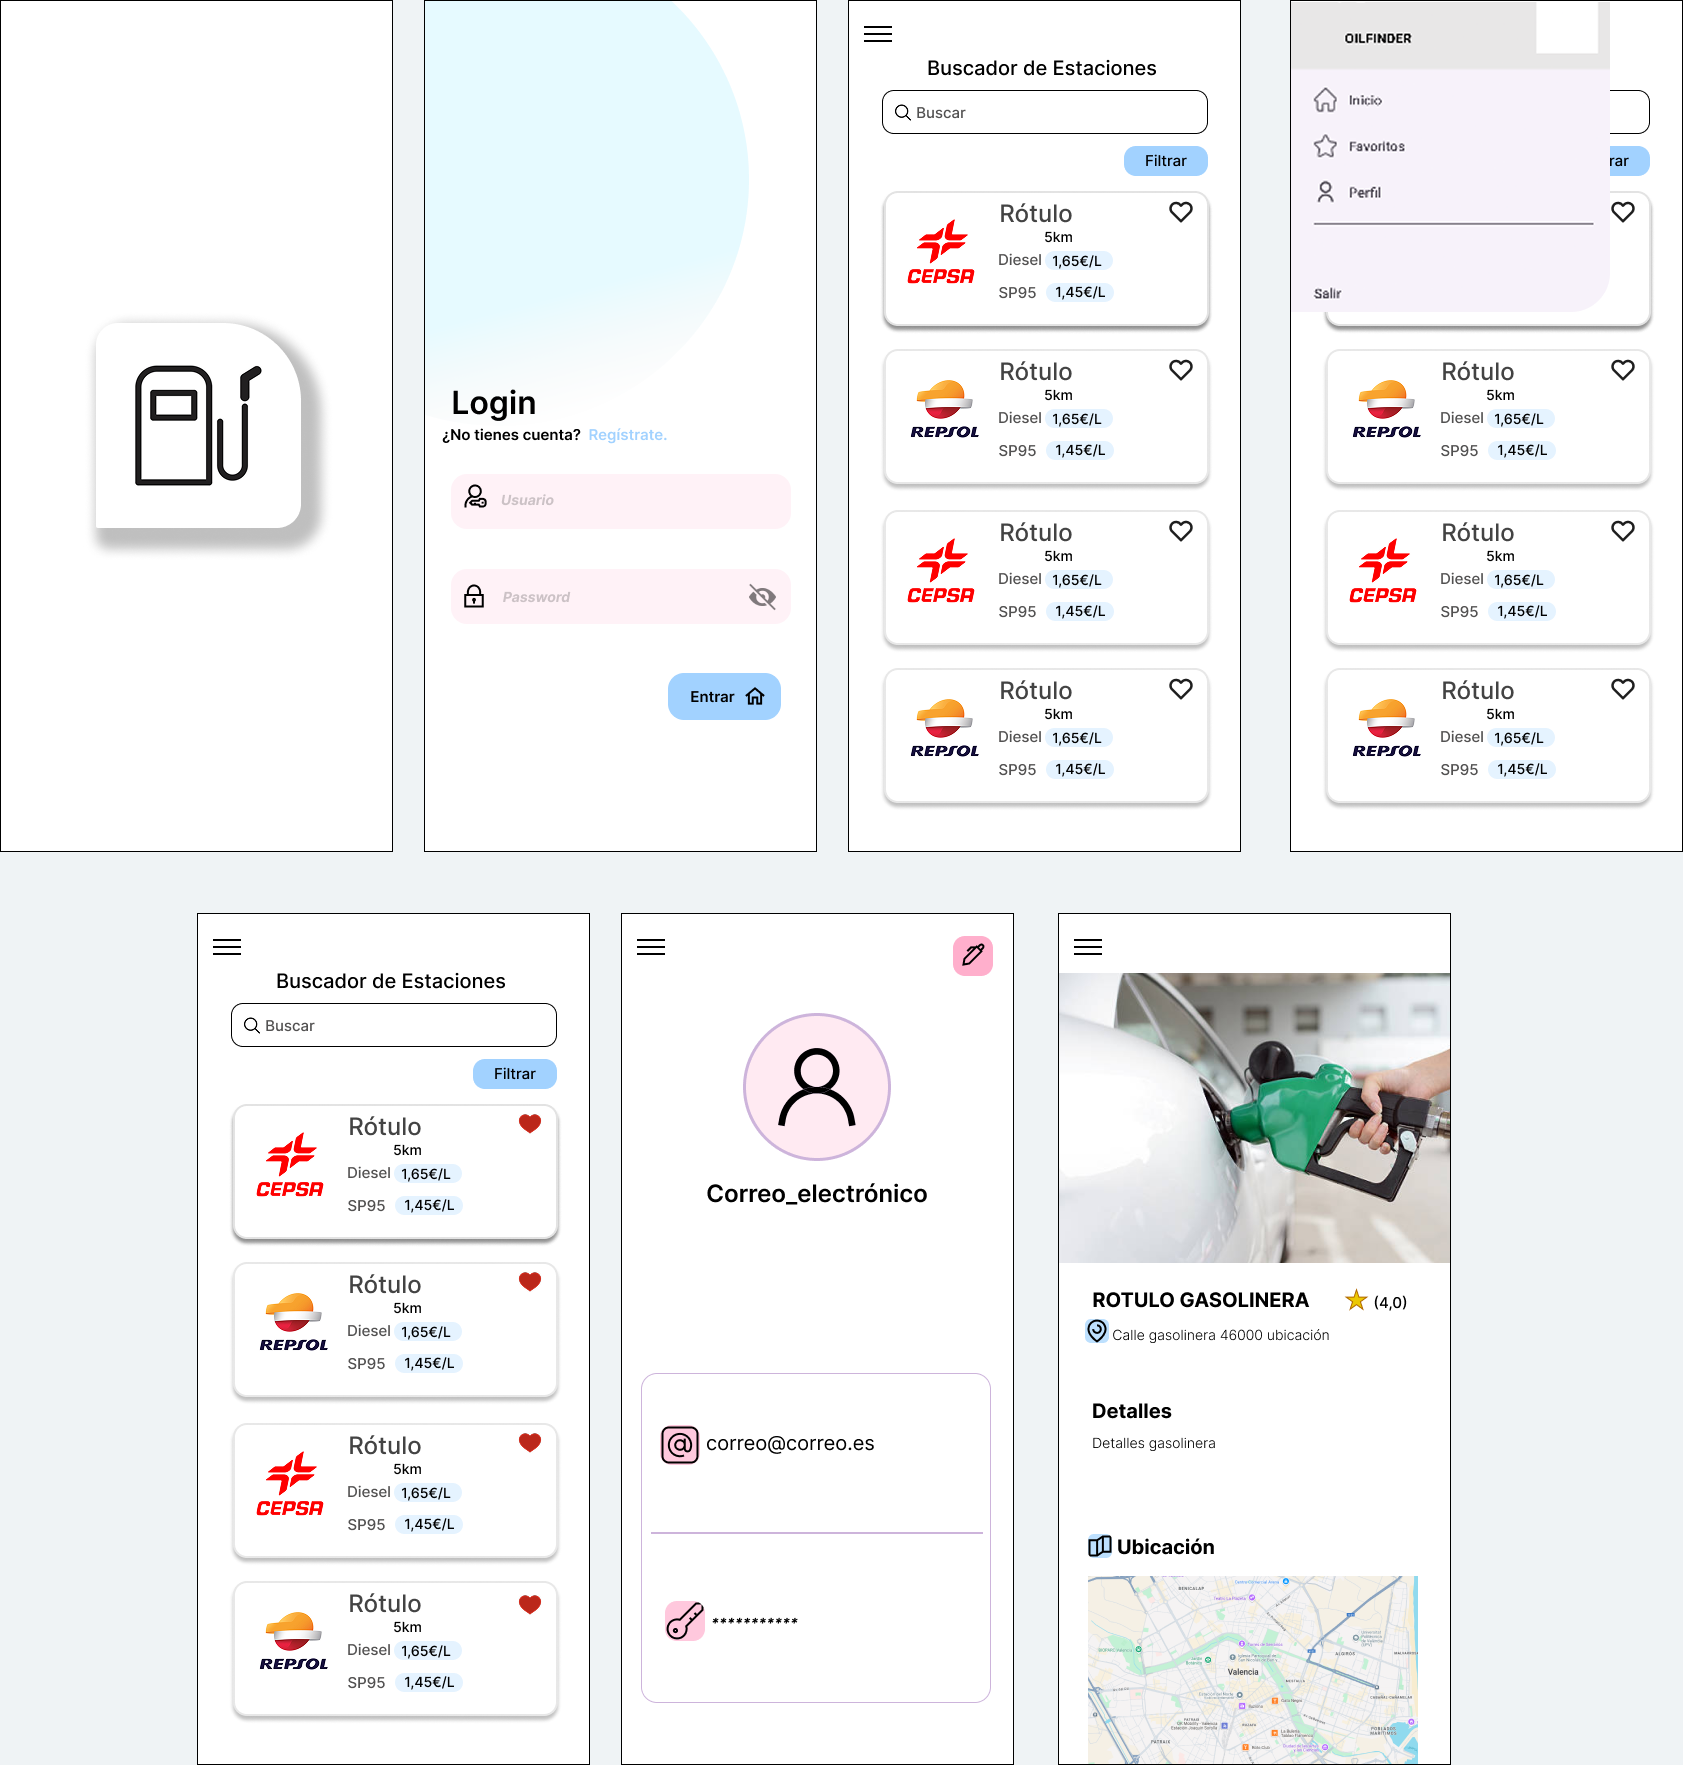 Login
¿No tienes cuenta? Regístrate.
Usuario
Password
Entrar
Buscador de Estaciones
Buscar
Filtrar
CEPSA
Rótulo
5km
Diesel 1,65€/L
SP95 1,45€/L
REPSOL
Rótulo
5km
Diesel 1,65€/L
SP95 1,45€/L
CEPSA
Rótulo
5km
Diesel 1,65€/L
SP95 1,45€/L
REPSOL
Rótulo
5km
Diesel 1,65€/L
SP95 1,45€/L
OILFINDER
Inicio
Favoritos
rar
Perfil
Salir
REPSOL
Rótulo
5km
Diesel 1,65€/L
SP95 1,45€/L
CEPSA
Rótulo
5km
Diesel 1,65€/L
SP95 1,45€/L
REPSOL
Rótulo
5km
Diesel 1,65€/L
SP95 1,45€/L
Buscador de Estaciones
Buscar
Filtrar
CEPSA
Rótulo
5km
Diesel 1,65€/L
SP95 1,45€/L
REPSOL
Rótulo
5km
Diesel 1,65€/L
SP95 1,45€/L
CEPSA
Rótulo
5km
Diesel 1,65€/L
SP95 1,45€/L
REPSOL
Rótulo
5km
Diesel 1,65€/L
SP95 1,45€/L
Correo_electrónico
correo@correo.es
***********
ROTULO GASOLINERA
(4,0)
Calle gasolinera 46000 ubicación
Detalles
Detalles gasolinera
Ubicación
BENICALAP
ALGIRÓS
Valencia
PATRAIX